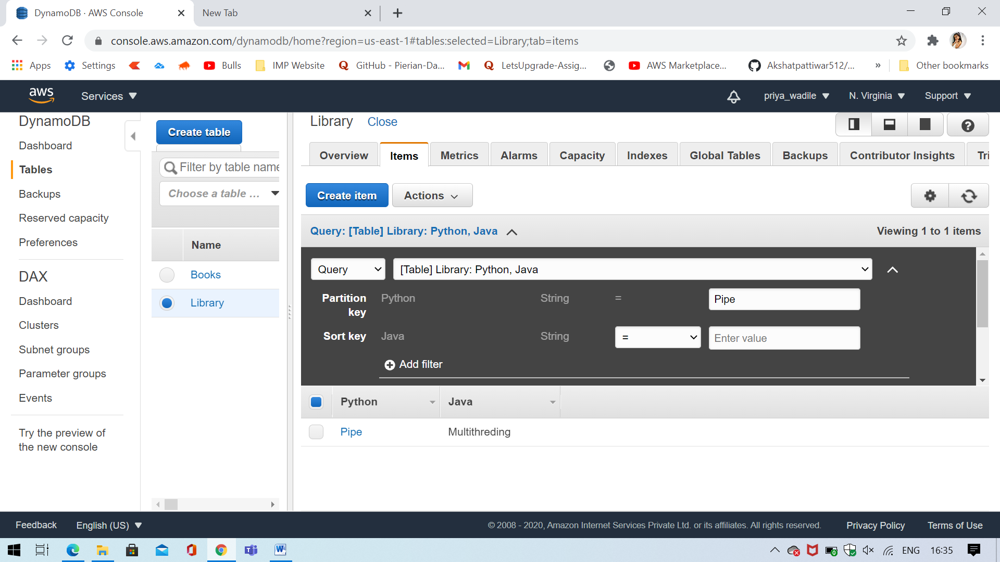 DynamoDB · AWS Console
New Tab
console.aws.amazon.com/dynamodb/home?region=us-east-1#tables:selected=Library;tab=items
Apps
Settings
Bulls
IMP Website
GitHub - Pierian-Da...
LetsUpgrade-Assig...
AWS Marketplace...
Akshatpattiwar512/...
»
Other bookmarks
aws
Services
priya_wadile
N. Virginia
Support
DynamoDB
Dashboard
Tables
Backups
Reserved capacity
Preferences
DAX
Dashboard
Clusters
Subnet groups
Parameter groups
Events
Try the preview of
the new console
Create table
Filter by table name
Choose a table ...
Name
Books
Library
Library Close
Overview
Items
Metrics
Alarms
Capacity
Indexes
Global Tables
Backups
Contributor Insights
Tri
Create item
Actions
Query: [Table] Library: Python, Java
Viewing 1 to 1 items
Query
[Table] Library: Python, Java
Partition
key
Python
String
=
Pipe
Sort key
Java
String
=
Enter value
Add filter
Python
Java
Pipe
Multithreding
Feedback
English (US)
© 2008 - 2020, Amazon Internet Services Private Ltd. or its affiliates. All rights reserved.
Privacy Policy
Terms of Use
ENG
16:35